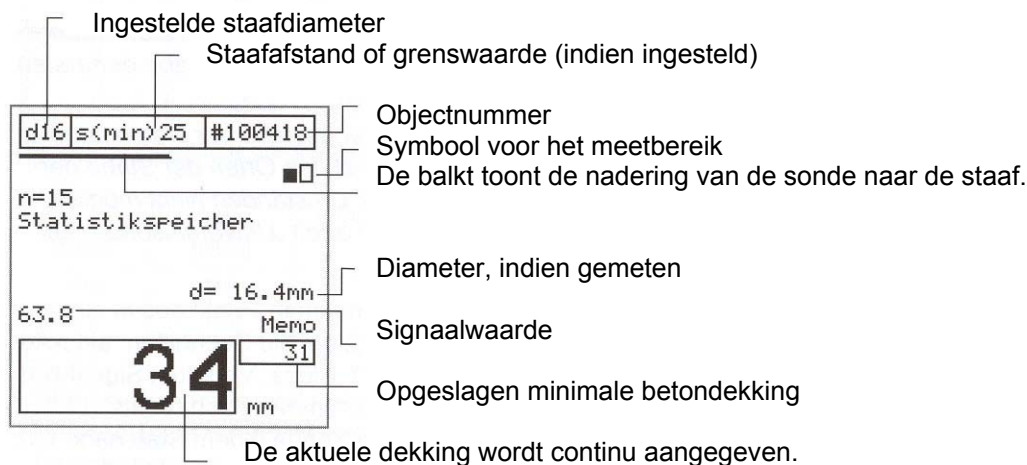 Ingestelde staafdiameter
Staafafstand of grenswaarde (indien ingesteld)
d16 s(min)25 #100418
Objectnummer
Symbool voor het meetbereik
De balkt toont de nadering van de sonde naar de staaf.
n=15
Statistikspeicher
d= 16.4mm
Diameter, indien gemeten
63.8
Signaalwaarde
Memo
31
34 mm
Opgeslagen minimale betondekking
De aktuele dekking wordt continu aangegeven.